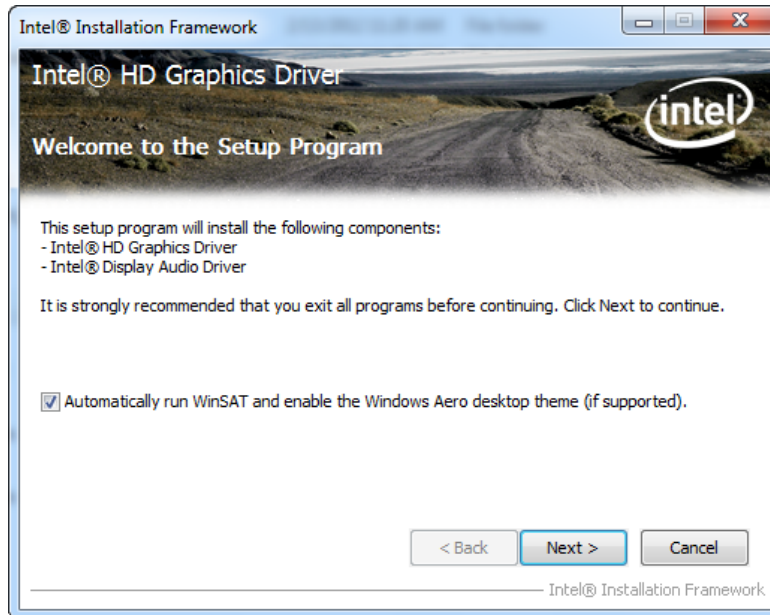 Intel® Installation Framework
Intel® HD Graphics Driver
intel
Welcome to the Setup Program
This setup program will install the following components:
- Intel® HD Graphics Driver
- Intel® Display Audio Driver
It is strongly recommended that you exit all programs before continuing. Click Next to continue.
Automatically run WinSAT and enable the Windows Aero desktop theme (if supported).
< Back
Next >
Cancel
Intel® Installation Framework